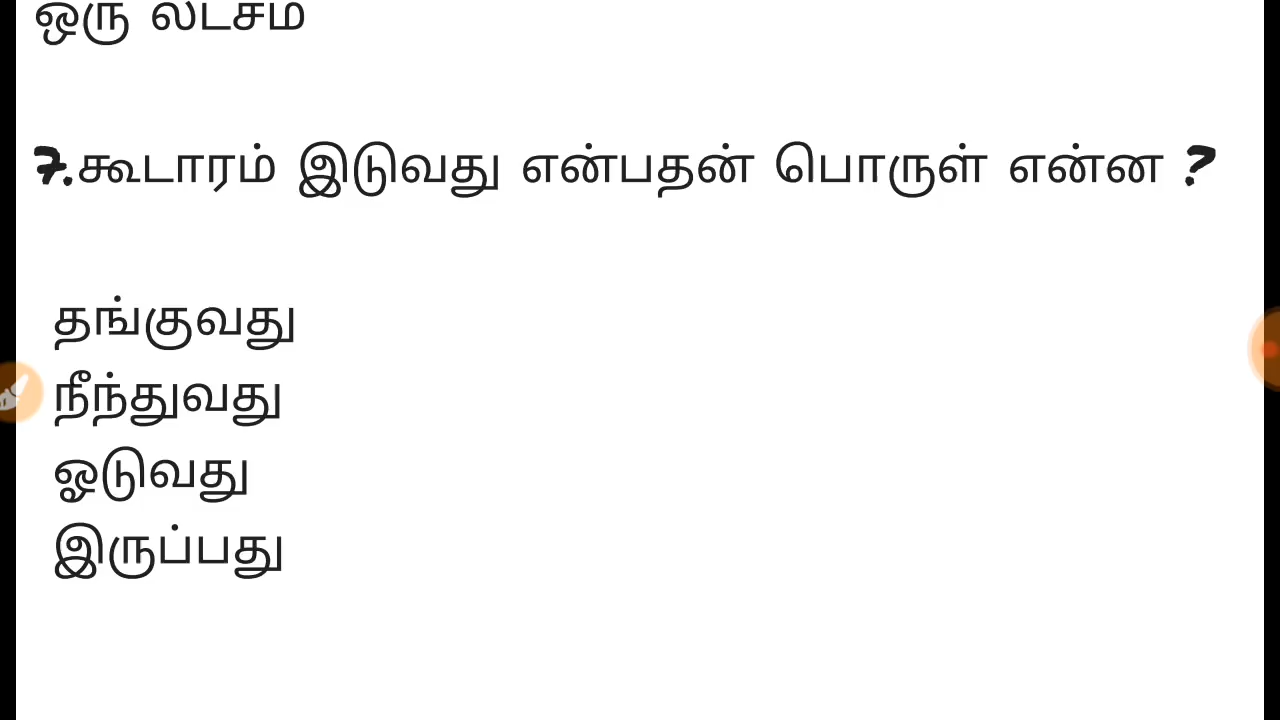 ஒரு லட்சம்
7.கூடாரம் இடுவது என்பதன் பொருள் என்ன ?
தங்குவது
நீந்துவது
ஓடுவது
இருப்பது